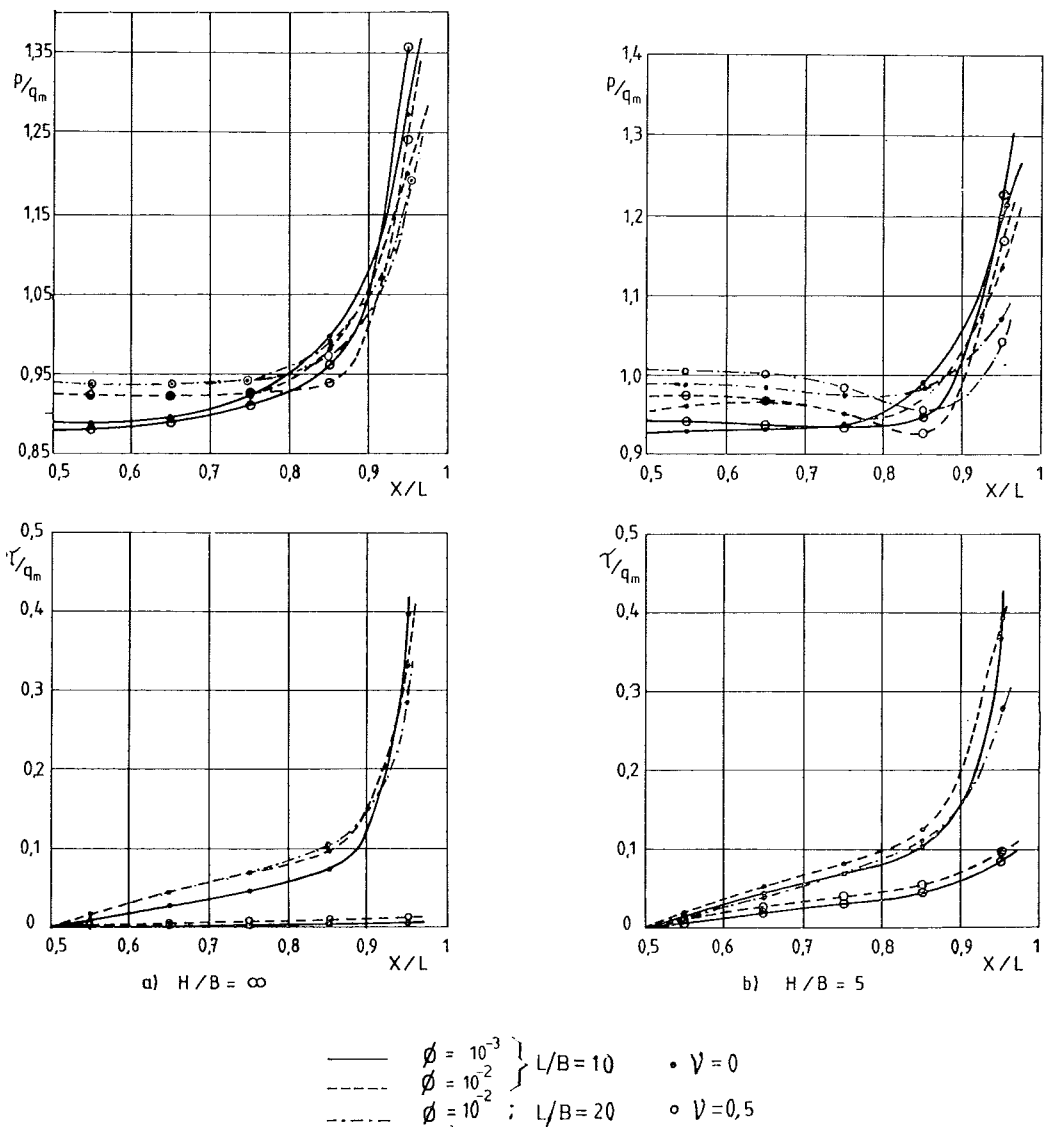 1,35
P/qm
1,25
1,15
1,05
0,95
0,85
0,5 0,6 0,7 0,8 0,9 1
X/L
1,4
P/qm
1,3
1,2
1,1
1,0
0,9
0,5 0,6 0,7 0,8 0,9 1
X/L
0,5
τ/qm
0,4
0,3
0,2
0,1
0
0,5 0,6 0,7 0,8 0,9 1
X/L
a) H/B = ∞
0,5
τ/qm
0,4
0,3
0,2
0,1
0
0,5 0,6 0,7 0,8 0,9 1
X/L
b) H/B = 5
Ø = 10⁻³ } L/B = 10 • ν = 0
Ø = 10⁻²
Ø = 10⁻² ; L/B = 20 ○ ν = 0,5